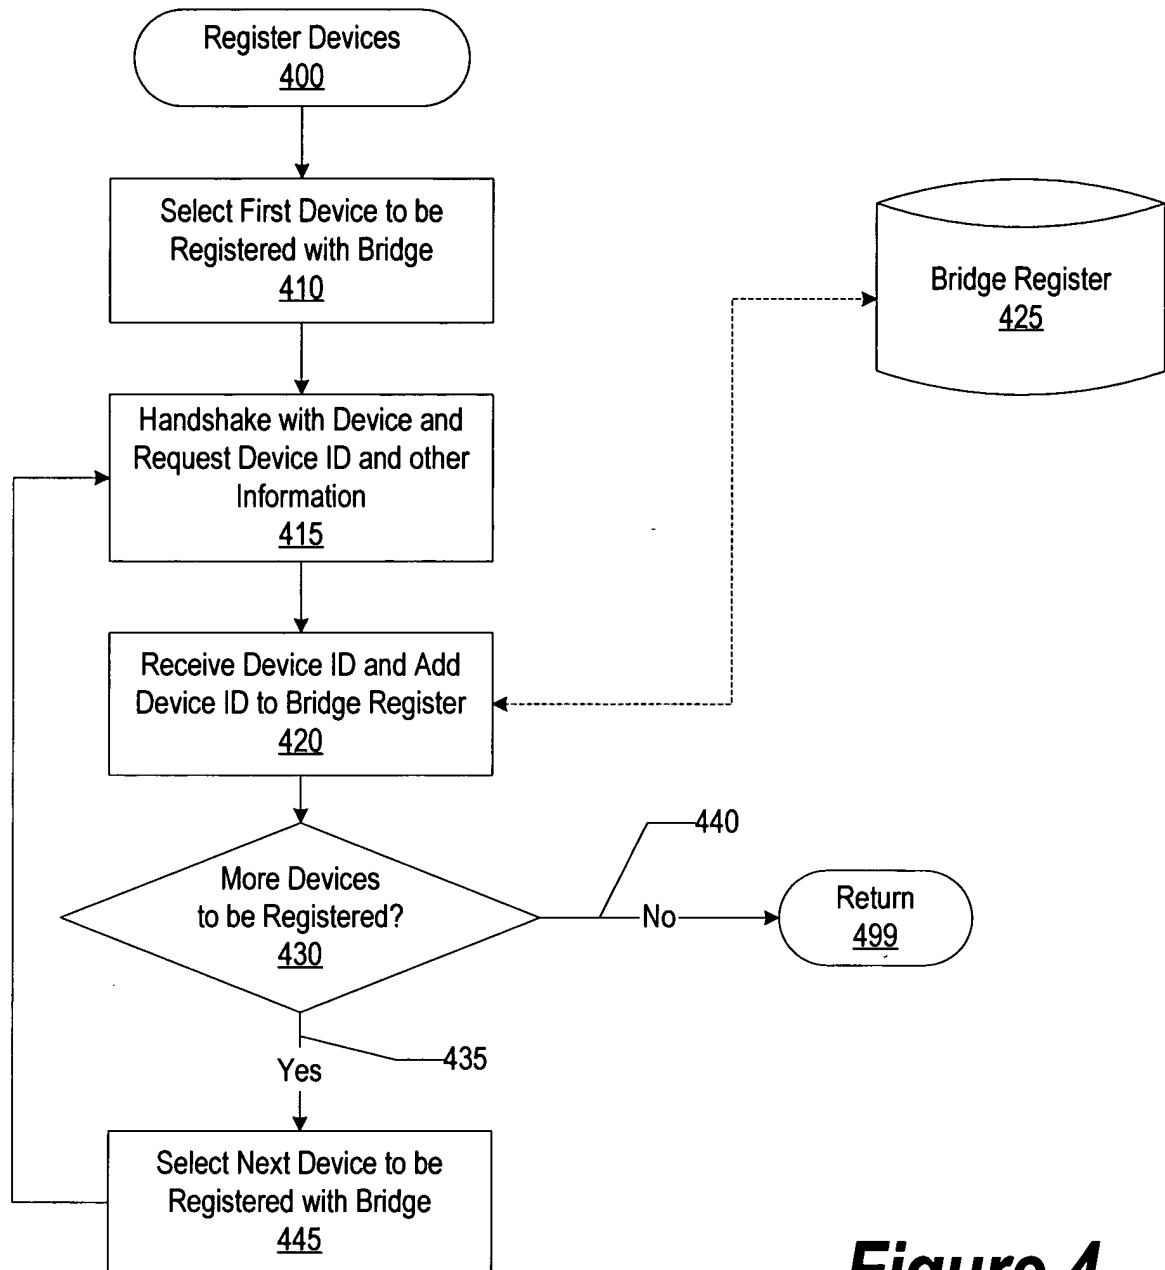 Register Devices
400
Select First Device to be
Registered with Bridge
410
Bridge Register
425
Handshake with Device and
Request Device ID and other
Information
415
Receive Device ID and Add
Device ID to Bridge Register
420
440
More Devices
to be Registered?
430
No
Return
499
435
Yes
Select Next Device to be
Registered with Bridge
445
Figure 4